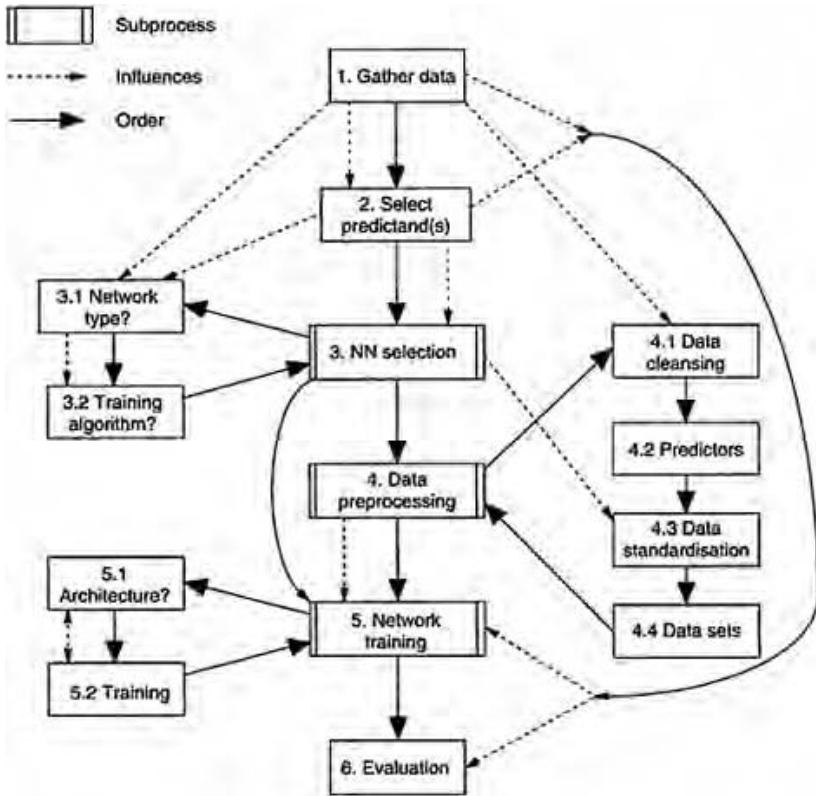 Subprocess
Influences
Order
1. Gather data
2. Select
predictand(s)
3.1 Network
type?
3. NN selection
4.1 Data
cleansing
3.2 Training
algorithm?
4.2 Predictors
4. Data
preprocessing
4.3 Data
standardisation
5.1
Architecture?
5. Network
training
4.4 Data sets
5.2 Training
6. Evaluation